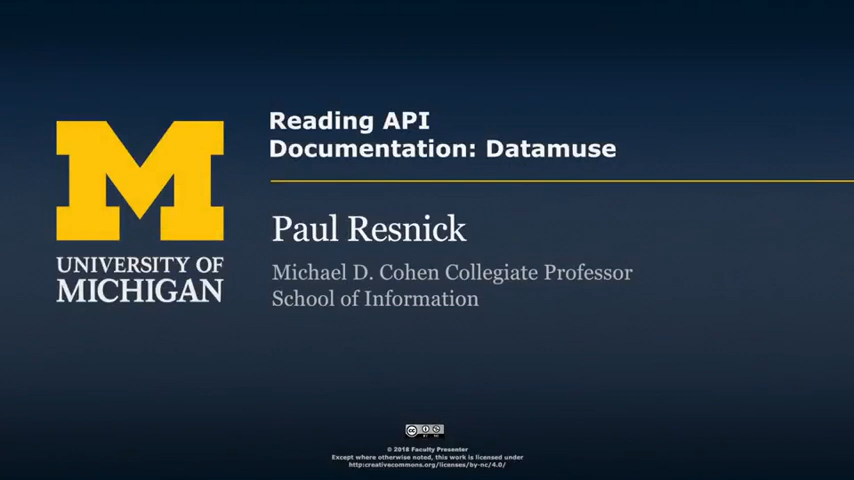 Reading API
Documentation: Datamuse
Paul Resnick
Michael D. Cohen Collegiate Professor
School of Information
M
UNIVERSITY OF
MICHIGAN
© 2016 Faculty Presenter
Except where otherwise noted, this work is licensed under
http:creativecommons.org/licenses/by-nc/4.0/